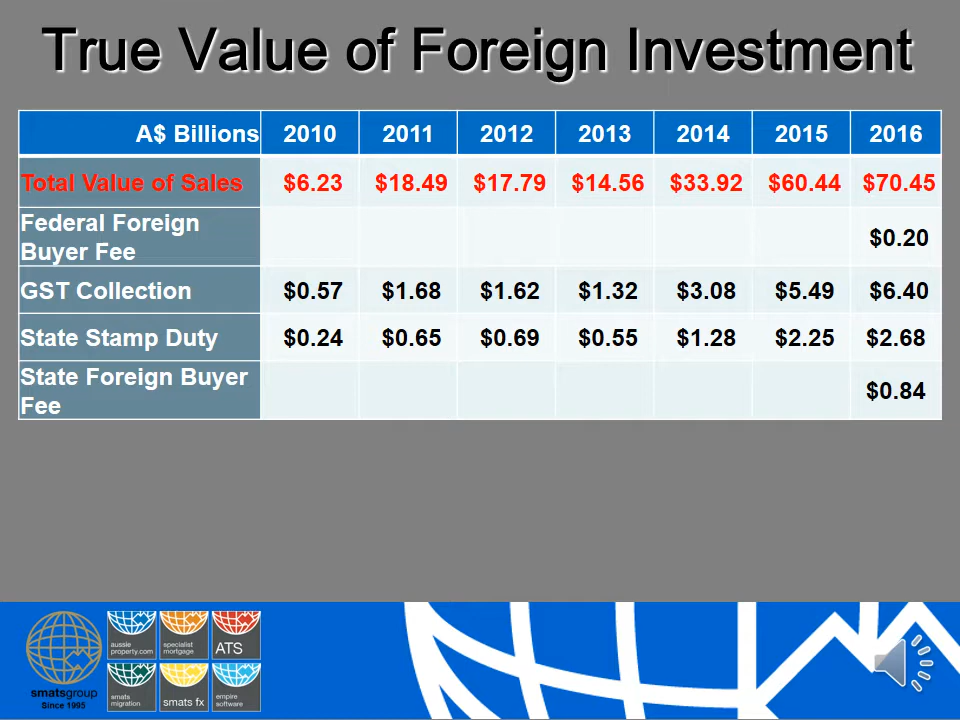 True Value of Foreign Investment
A$ Billions 2010 2011 2012 2013 2014 2015 2016
Total Value of Sales $6.23 $18.49 $17.79 $14.56 $33.92 $60.44 $70.45
Federal Foreign
Buyer Fee $0.20
GST Collection $0.57 $1.68 $1.62 $1.32 $3.08 $5.49 $6.40
State Stamp Duty $0.24 $0.65 $0.69 $0.55 $1.28 $2.25 $2.68
State Foreign Buyer
Fee $0.84
aussie
property.com
specialist
mortgage
ATS
smats
migration
smats fx
empire
software
smatsgroup
Since 1995